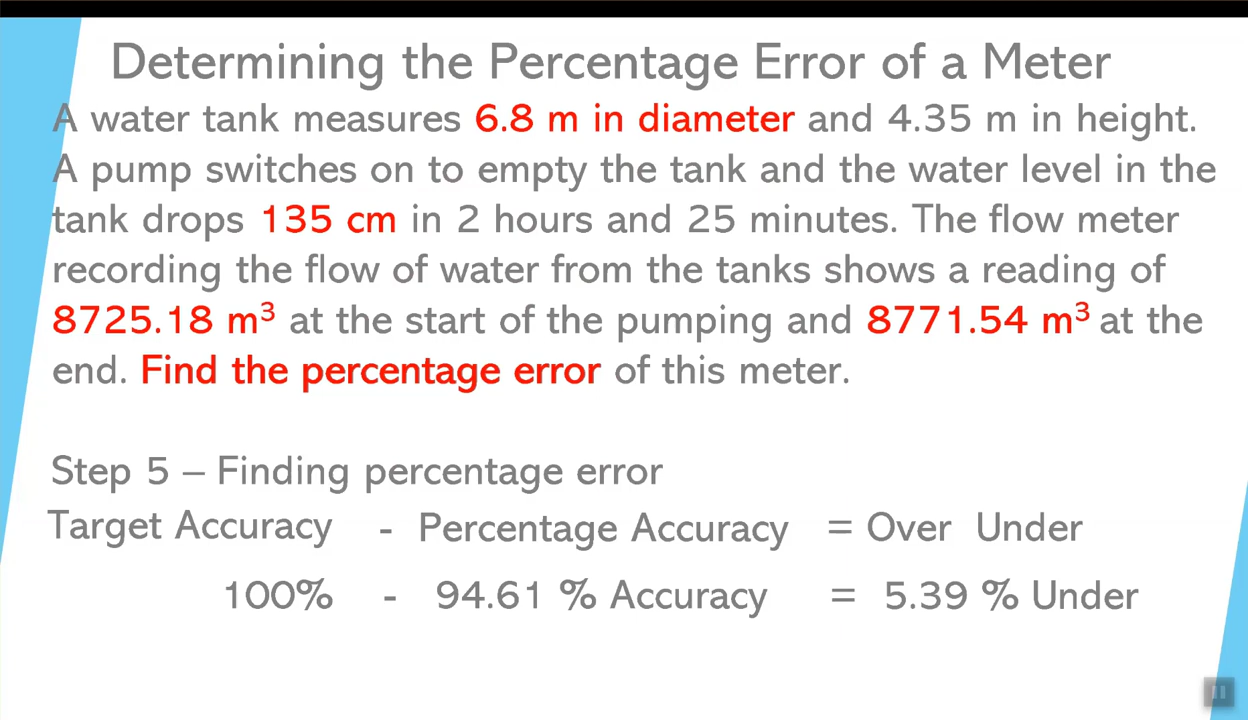 Determining the Percentage Error of a Meter
A water tank measures 6.8 m in diameter and 4.35 m in height.
A pump switches on to empty the tank and the water level in the
tank drops 135 cm in 2 hours and 25 minutes. The flow meter
recording the flow of water from the tanks shows a reading of
8725.18 m³ at the start of the pumping and 8771.54 m³ at the
end. Find the percentage error of this meter.
Step 5 – Finding percentage error
Target Accuracy - Percentage Accuracy = Over Under
100% - 94.61 % Accuracy = 5.39 % Under